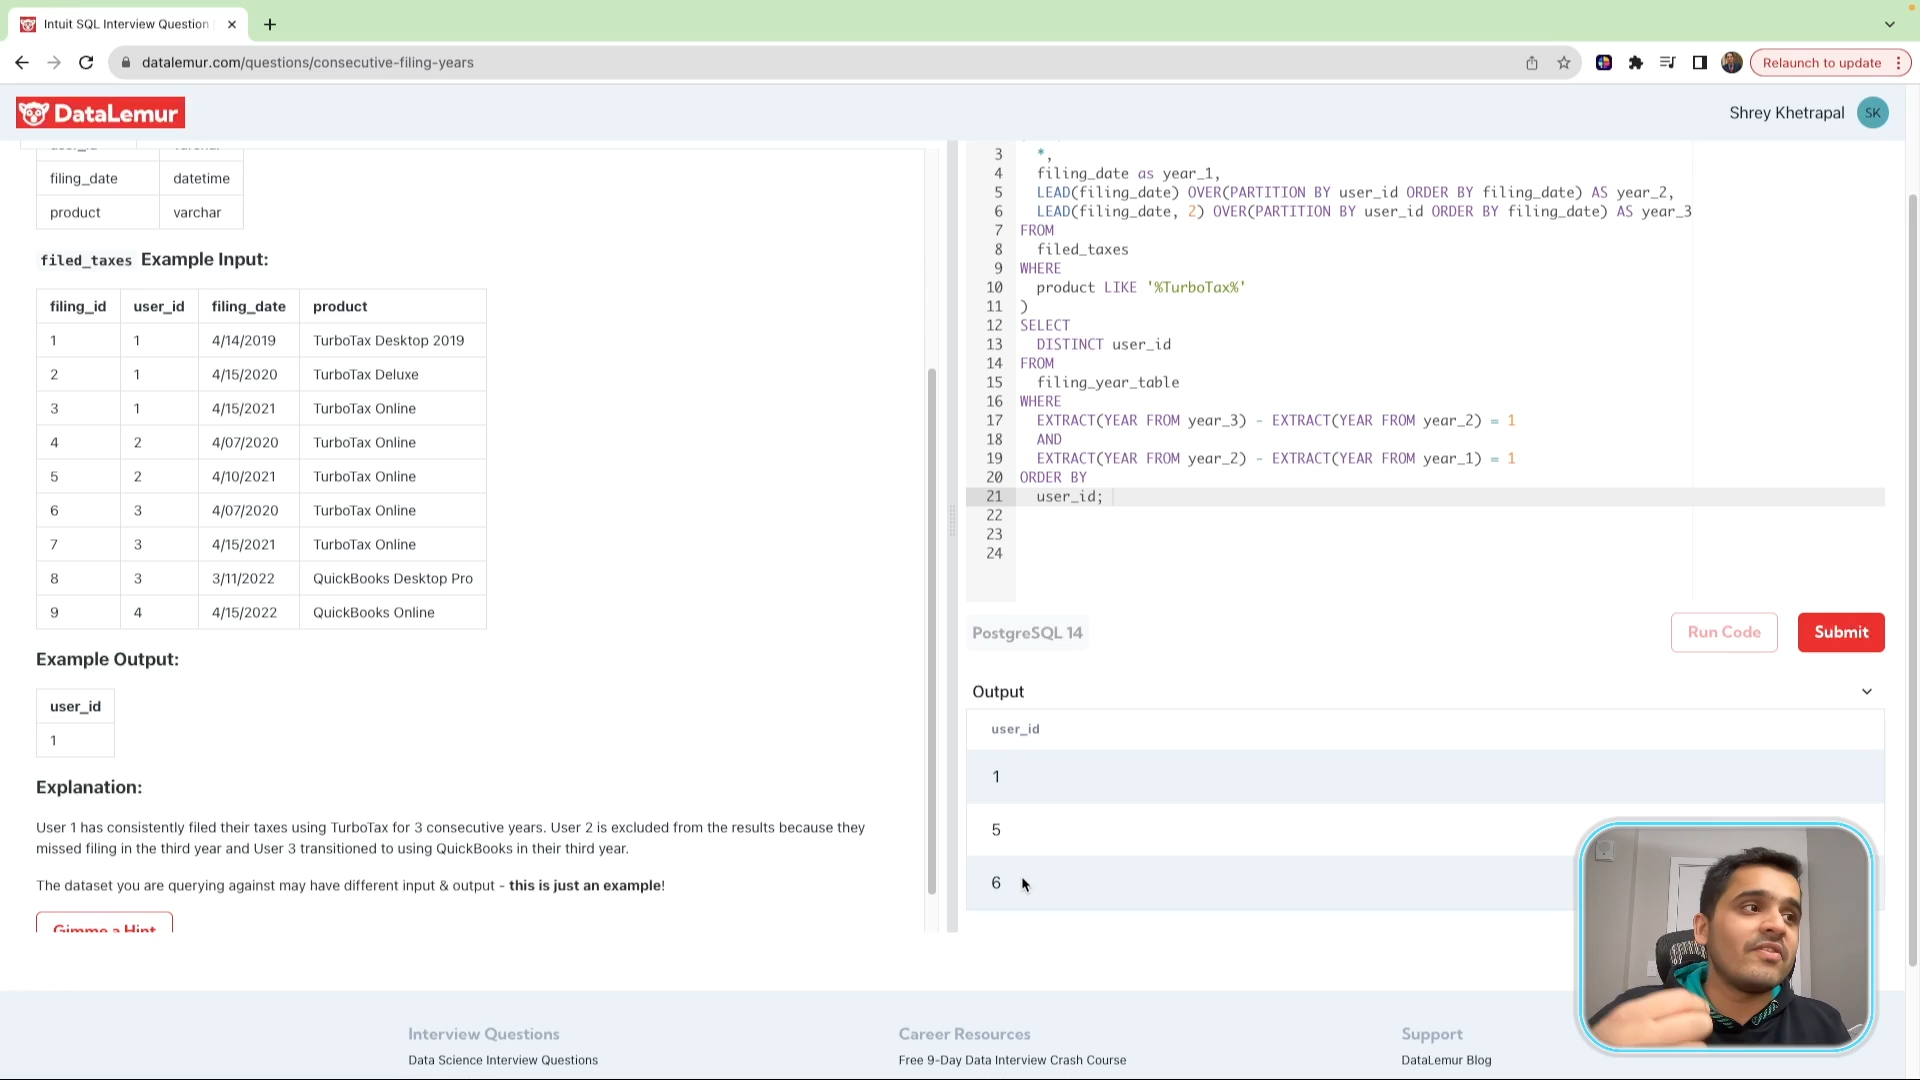 Intuit SQL Interview Question
datalemur.com/questions/consecutive-filing-years
Relaunch to update
DataLemur
Shrey Khetrapal
SK
filing_date datetime
product varchar
filed_taxes Example Input:
filing_id user_id filing_date product
1 1 4/14/2019 TurboTax Desktop 2019
2 1 4/15/2020 TurboTax Deluxe
3 1 4/15/2021 TurboTax Online
4 2 4/07/2020 TurboTax Online
5 2 4/10/2021 TurboTax Online
6 3 4/07/2020 TurboTax Online
7 3 4/15/2021 TurboTax Online
8 3 3/11/2022 QuickBooks Desktop Pro
9 4 4/15/2022 QuickBooks Online
Example Output:
user_id
1
Explanation:
User 1 has consistently filed their taxes using TurboTax for 3 consecutive years. User 2 is excluded from the results because they
missed filing in the third year and User 3 transitioned to using QuickBooks in their third year.
The dataset you are querying against may have different input & output - this is just an example!
Gimme a Hint
3 *,
4 filing_date as year_1,
5 LEAD(filing_date) OVER(PARTITION BY user_id ORDER BY filing_date) AS year_2,
6 LEAD(filing_date, 2) OVER(PARTITION BY user_id ORDER BY filing_date) AS year_3
7 FROM
8 filed_taxes
9 WHERE
10 product LIKE '%TurboTax%'
11 )
12 SELECT
13 DISTINCT user_id
14 FROM
15 filing_year_table
16 WHERE
17 EXTRACT(YEAR FROM year_3) - EXTRACT(YEAR FROM year_2) = 1
18 AND
19 EXTRACT(YEAR FROM year_2) - EXTRACT(YEAR FROM year_1) = 1
20 ORDER BY
21 user_id;
22
23
24
PostgreSQL 14
Run Code
Submit
Output
user_id
1
5
6
Interview Questions
Data Science Interview Questions
Career Resources
Free 9-Day Data Interview Crash Course
Support
DataLemur Blog